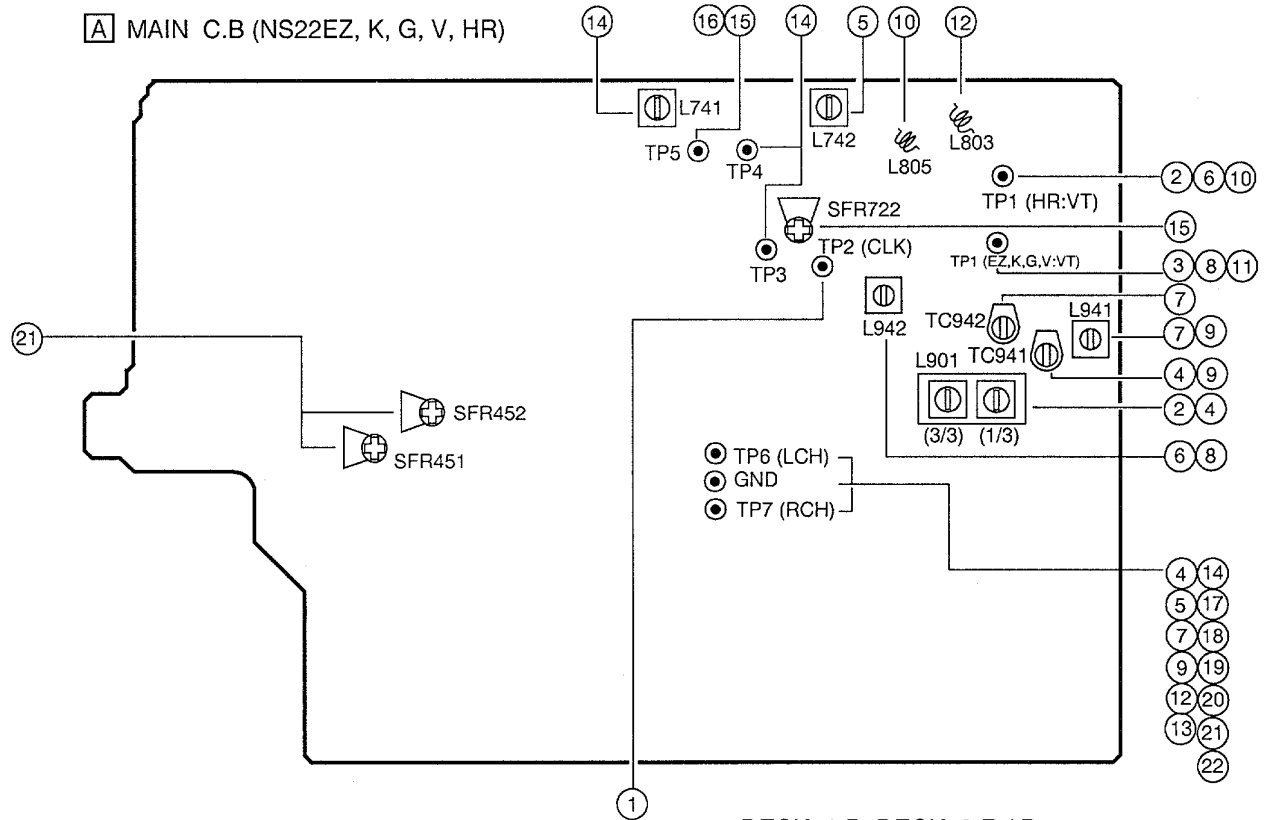 A MAIN C.B (NS22EZ, K, G, V, HR)
14 16 15 14 5 10 12
L741
L742
L803
L805
TP5
TP4
TP1 (HR:VT)
2 6 10
SFR722
15
TP2 (CLK)
TP3
TP1 (EZ,K,G,V:VT)
3 8 11
7
L942
TC942
L941
7 9
TC941
21
L901
4 9
2 4
(3/3) (1/3)
SFR452
SFR451
6 8
TP6 (LCH)
GND
TP7 (RCH)
4 14
5 17
7 18
9 19
12 20
13 21
22
1